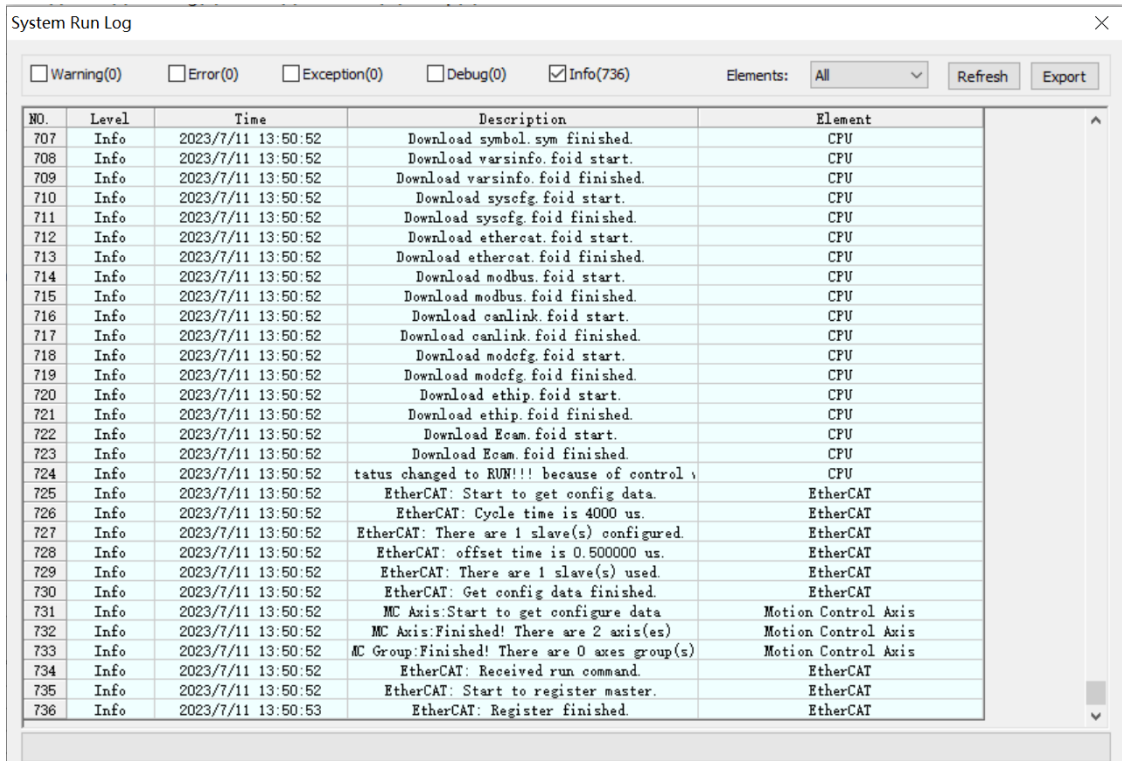 System Run Log
Warning(0) Error(0) Exception(0) Debug(0) Info(736) Elements: All Refresh Export
NO. Level Time Description Element
707 Info 2023/7/11 13:50:52 Download symbol.sym finished. CPU
708 Info 2023/7/11 13:50:52 Download varsinfo.foid start. CPU
709 Info 2023/7/11 13:50:52 Download varsinfo.foid finished. CPU
710 Info 2023/7/11 13:50:52 Download syscfg.foid start. CPU
711 Info 2023/7/11 13:50:52 Download syscfg.foid finished. CPU
712 Info 2023/7/11 13:50:52 Download ethercat.foid start. CPU
713 Info 2023/7/11 13:50:52 Download ethercat.foid finished. CPU
714 Info 2023/7/11 13:50:52 Download modbus.foid start. CPU
715 Info 2023/7/11 13:50:52 Download modbus.foid finished. CPU
716 Info 2023/7/11 13:50:52 Download canlink.foid start. CPU
717 Info 2023/7/11 13:50:52 Download canlink.foid finished. CPU
718 Info 2023/7/11 13:50:52 Download modcfg.foid start. CPU
719 Info 2023/7/11 13:50:52 Download modcfg.foid finished. CPU
720 Info 2023/7/11 13:50:52 Download ethip.foid start. CPU
721 Info 2023/7/11 13:50:52 Download ethip.foid finished. CPU
722 Info 2023/7/11 13:50:52 Download Ecam.foid start. CPU
723 Info 2023/7/11 13:50:52 Download Ecam.foid finished. CPU
724 Info 2023/7/11 13:50:52 tatus changed to RUN!!! because of control CPU
725 Info 2023/7/11 13:50:52 EtherCAT: Start to get config data. EtherCAT
726 Info 2023/7/11 13:50:52 EtherCAT: Cycle time is 4000 us. EtherCAT
727 Info 2023/7/11 13:50:52 EtherCAT: There are 1 slave(s) configured. EtherCAT
728 Info 2023/7/11 13:50:52 EtherCAT: offset time is 0.500000 us. EtherCAT
729 Info 2023/7/11 13:50:52 EtherCAT: There are 1 slave(s) used. EtherCAT
730 Info 2023/7/11 13:50:52 EtherCAT: Get config data finished. EtherCAT
731 Info 2023/7/11 13:50:52 MC Axis:Start to get configure data Motion Control Axis
732 Info 2023/7/11 13:50:52 MC Axis:Finished! There are 2 axis(es) Motion Control Axis
733 Info 2023/7/11 13:50:52 MC Group:Finished! There are 0 axes group(s) Motion Control Axis
734 Info 2023/7/11 13:50:52 EtherCAT: Received run command. EtherCAT
735 Info 2023/7/11 13:50:52 EtherCAT: Start to register master. EtherCAT
736 Info 2023/7/11 13:50:53 EtherCAT: Register finished. EtherCAT